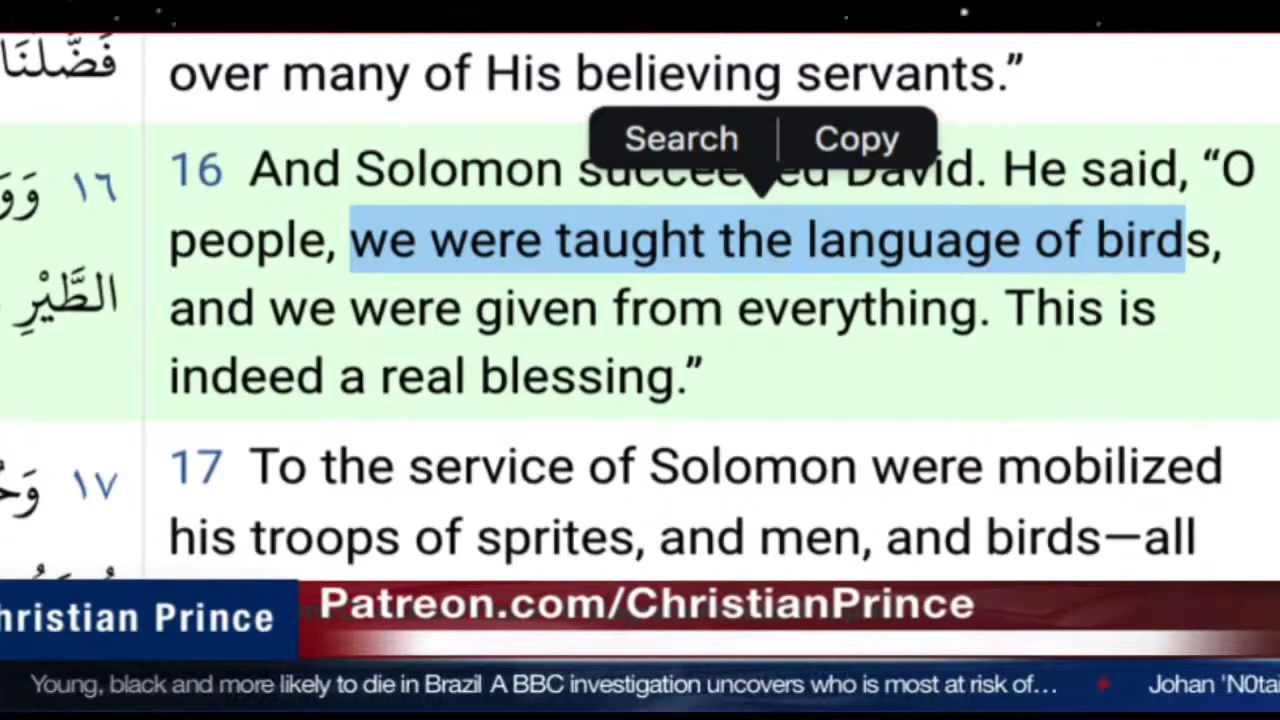 فَضَّلْنَا
over many of His believing servants.”
Search
Copy
١٦
16 And Solomon succeeded David. He said, “O
people, we were taught the language of birds,
الطَّيْرِ
and we were given from everything. This is
indeed a real blessing.”
١٧
17 To the service of Solomon were mobilized
his troops of sprites, and men, and birds—all
hristian Prince
Patreon.com/ChristianPrince
Young, black and more likely to die in Brazil A BBC investigation uncovers who is most at risk of… Johan 'N0tai